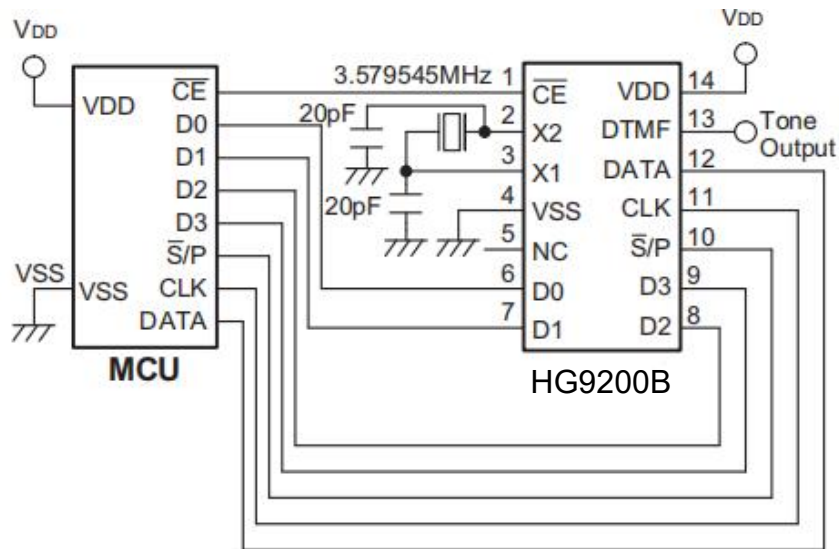 VDD
VDD
3.579545MHz
20pF
20pF
VDD
CE
D0
D1
D2
D3
S̅/P
CLK
DATA
VSS
VSS
MCU
1
2
3
4
5
6
7
C̅E̅
X2
X1
VSS
NC
D0
D1
VDD
DTMF
DATA
CLK
S̅/P
D3
D2
14
13
12
11
10
9
8
Tone
Output
HG9200B